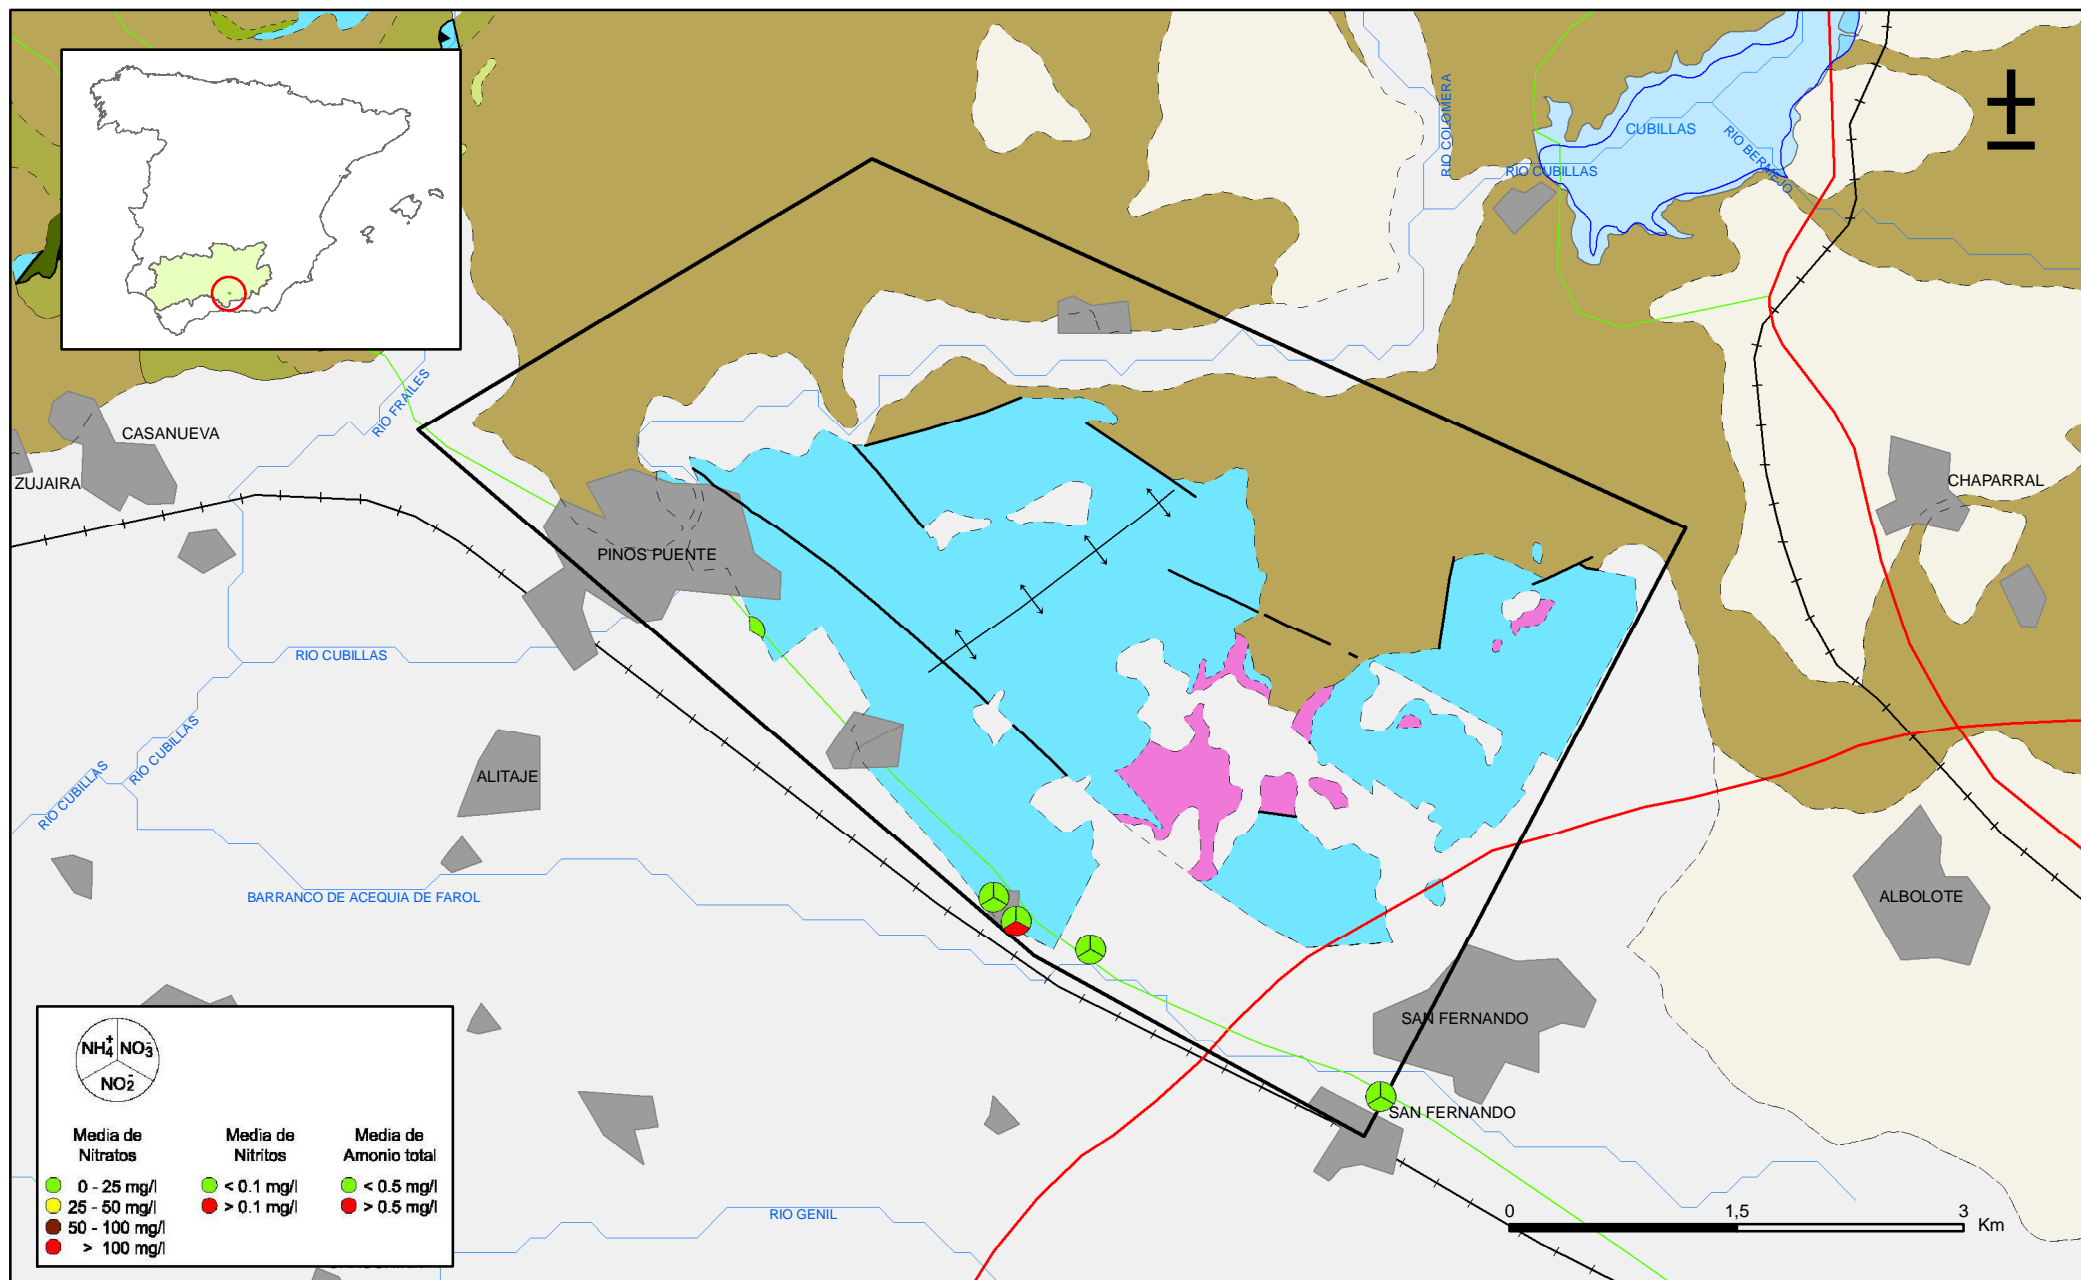 RIO COLOMERA
CUBILLAS
RIO BERMEJO
RIO CUBILLAS
±
RIO FRAILES
CASANUEVA
ZUJAIRA
CHAPARRAL
PINOS PUENTE
RIO CUBILLAS
RIO CUBILLAS
RIO CUBILLAS
ALITAJE
BARRANCO DE ACEQUIA DE FAROL
ALBOLOTE
SAN FERNANDO
SAN FERNANDO
RIO GENIL
NH4+ NO3-
NO2-
Media de Nitratos
0 - 25 mg/l
25 - 50 mg/l
50 - 100 mg/l
> 100 mg/l
Media de Nitritos
< 0.1 mg/l
> 0.1 mg/l
Media de Amonio total
< 0.5 mg/l
> 0.5 mg/l
0 1,5 3 Km